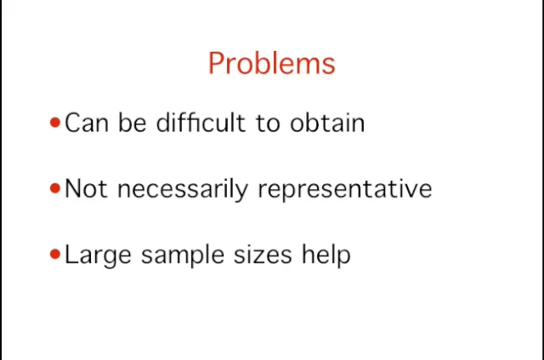 Problems
•Can be difficult to obtain
•Not necessarily representative
•Large sample sizes help